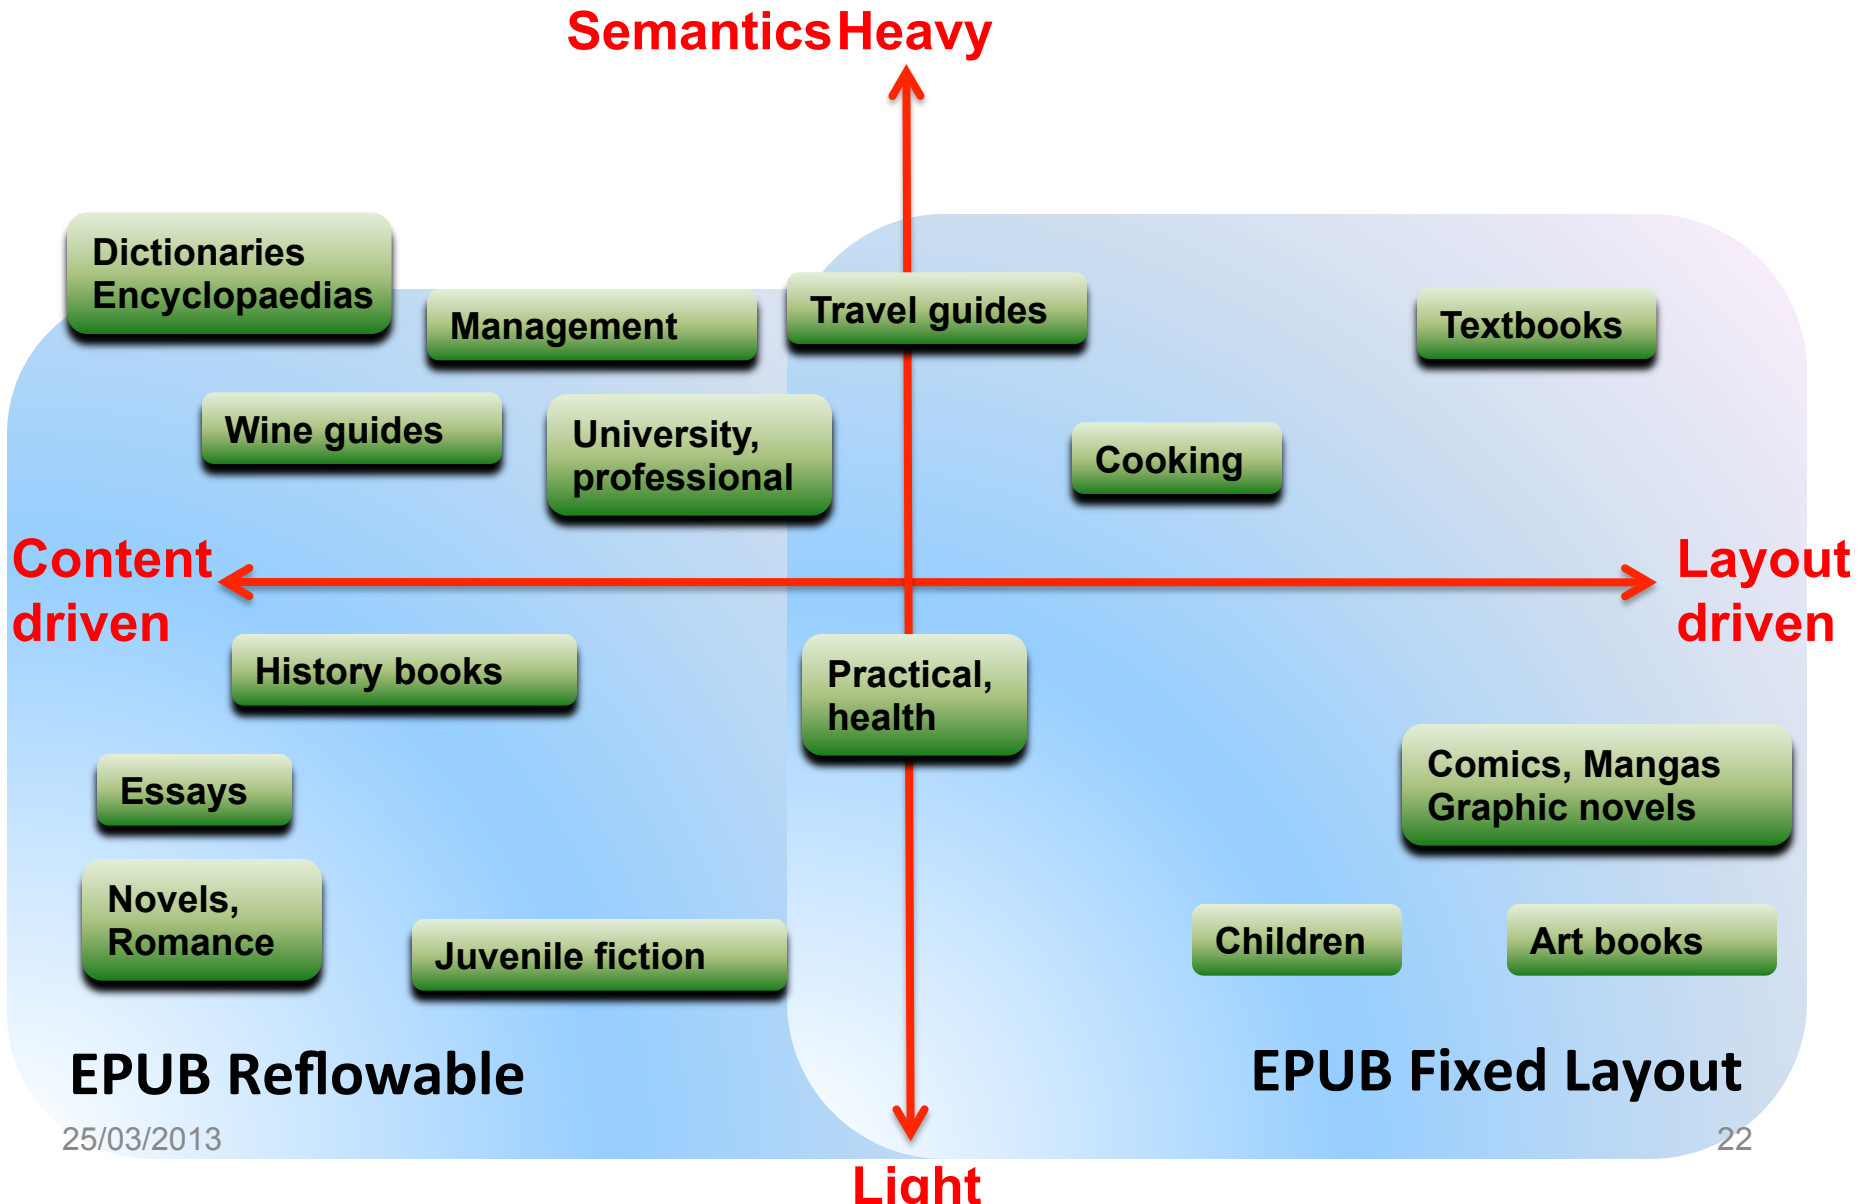 Semantics Heavy
Dictionaries
Encyclopaedias
Management
Travel guides
Textbooks
Wine guides
University,
professional
Cooking
Content
driven
Layout
driven
History books
Practical,
health
Essays
Comics, Mangas
Graphic novels
Novels,
Romance
Juvenile fiction
Children
Art books
EPUB Reflowable
EPUB Fixed Layout
25/03/2013
22
Light